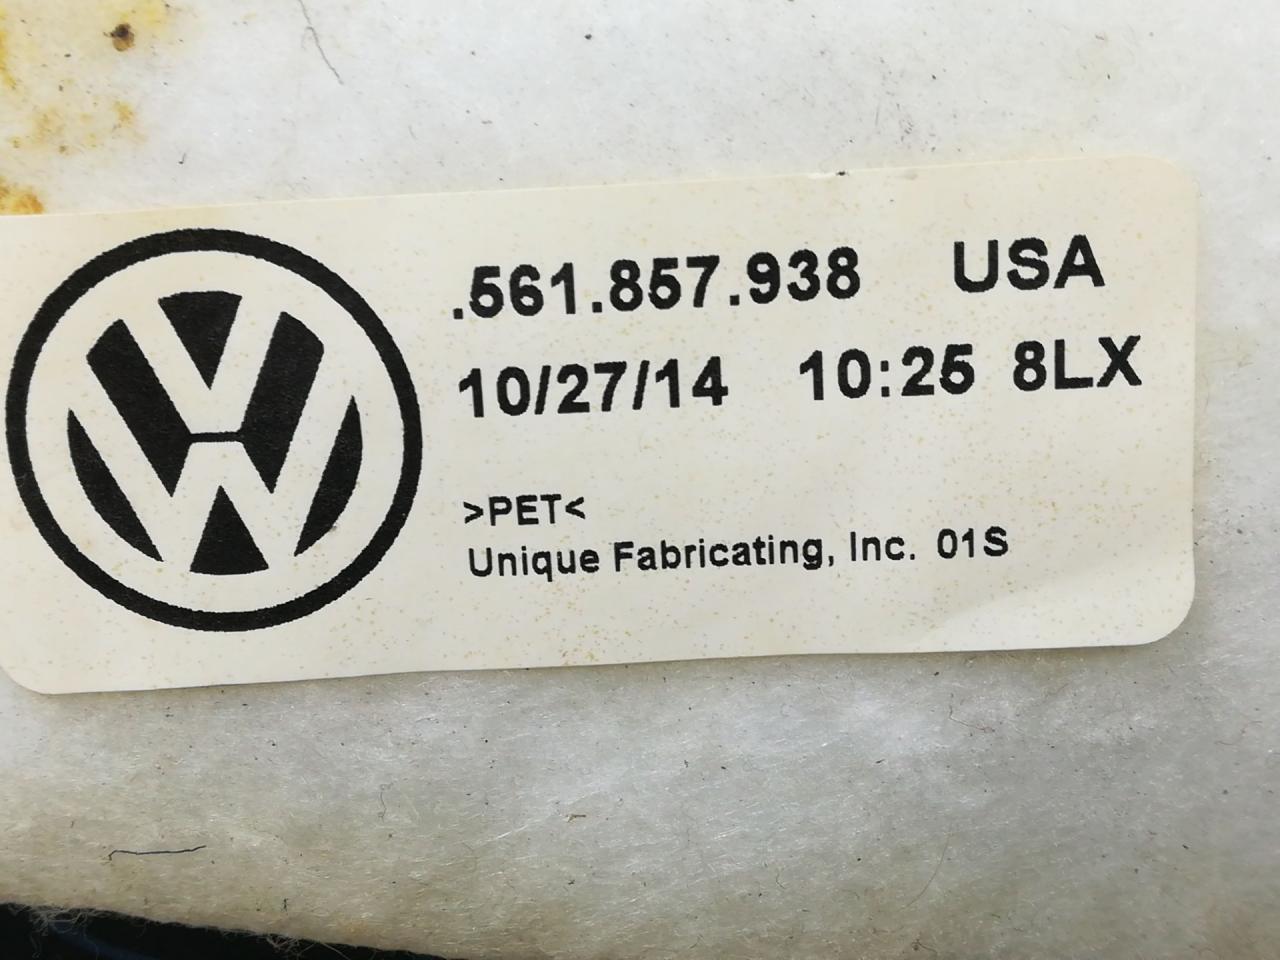 .561.857.938 USA
10/27/14 10:25 8LX
>PET<
Unique Fabricating, Inc. 01S